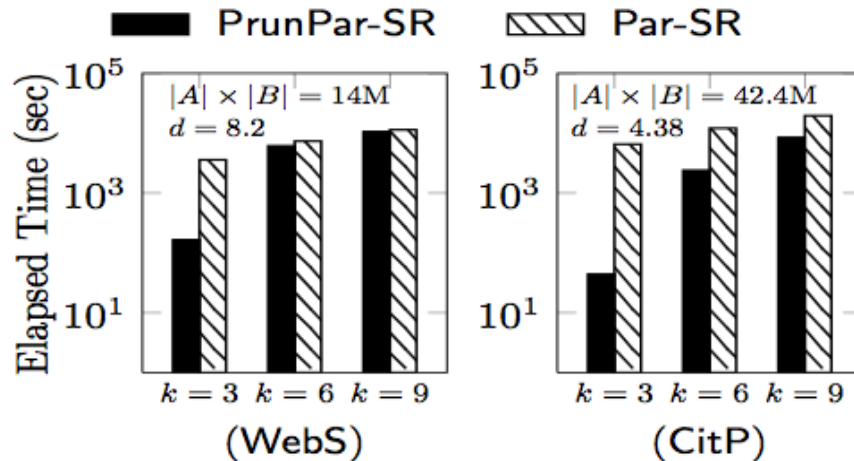 PrunPar-SR Par-SR
Elapsed Time (sec)
10^5
10^3
10^1
|A| × |B| = 14M
d = 8.2
k = 3 k = 6 k = 9
(WebS)
10^5
10^3
10^1
|A| × |B| = 42.4M
d = 4.38
k = 3 k = 6 k = 9
(CitP)